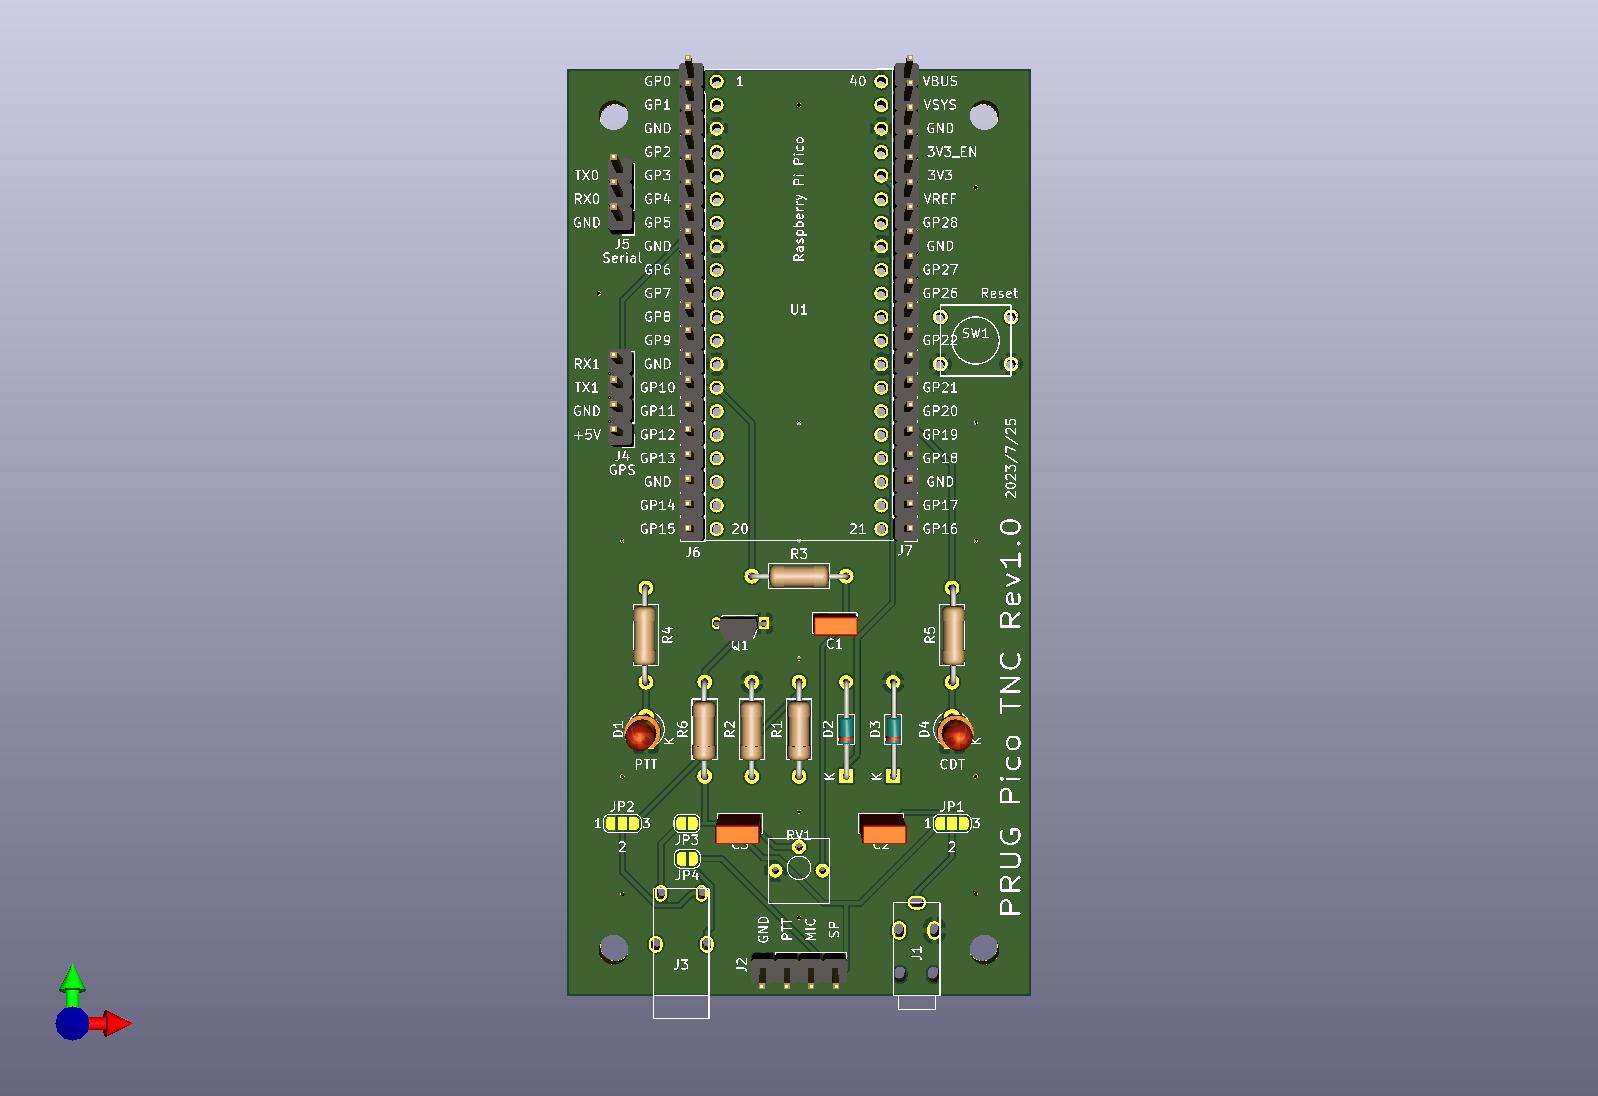 GP0
GP1
GND
GP2
GP3
GP4
GP5
GND
GP6
GP7
GP8
GP9
GND
GP10
GP11
GP12
GP13
GND
GP14
GP15
J6
TX0
RX0
GND
J5
Serial
RX1
TX1
GND
+5V
J4
GPS
1
40
Raspberry Pi Pico
U1
20
21
VBUS
VSYS
GND
3V3_EN
3V3
VREF
GP28
GND
GP27
GP26
GP22
GP21
GP20
GP19
GP18
GND
GP17
GP16
J7
Reset
SW1
2023/7/25
PRUG Pico TNC Rev1.0
R3
R4
Q1
C1
R5
D1
K
PTT
R6
R2
R1
D2
K
D3
K
D4
K
CDT
JP2
1
3
2
JP3
JP4
C3
RV1
C2
JP1
1
3
2
GND
PTT
MIC
SP
J3
J2
J1